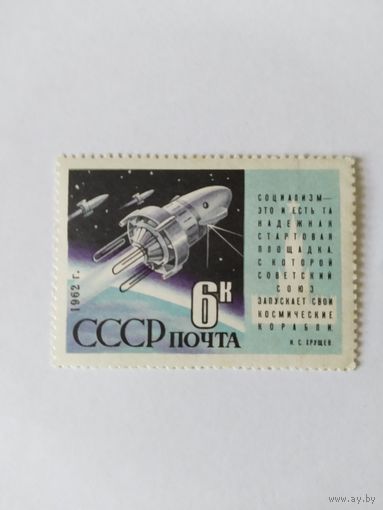 СОЦИАЛИЗМ—
ЭТО И ЕСТЬ ТА
НАДЕЖНАЯ
СТАРТОВАЯ
ПЛОЩАДКА,
С КОТОРОЙ
СОВЕТСКИЙ
СОЮЗ
ЗАПУСКАЕТ СВОИ
КОСМИЧЕСКИЕ
КОРАБЛИ.
Н. С. ХРУЩЕВ
6к
1962 г.
СССР ПОЧТА
www.ay.by